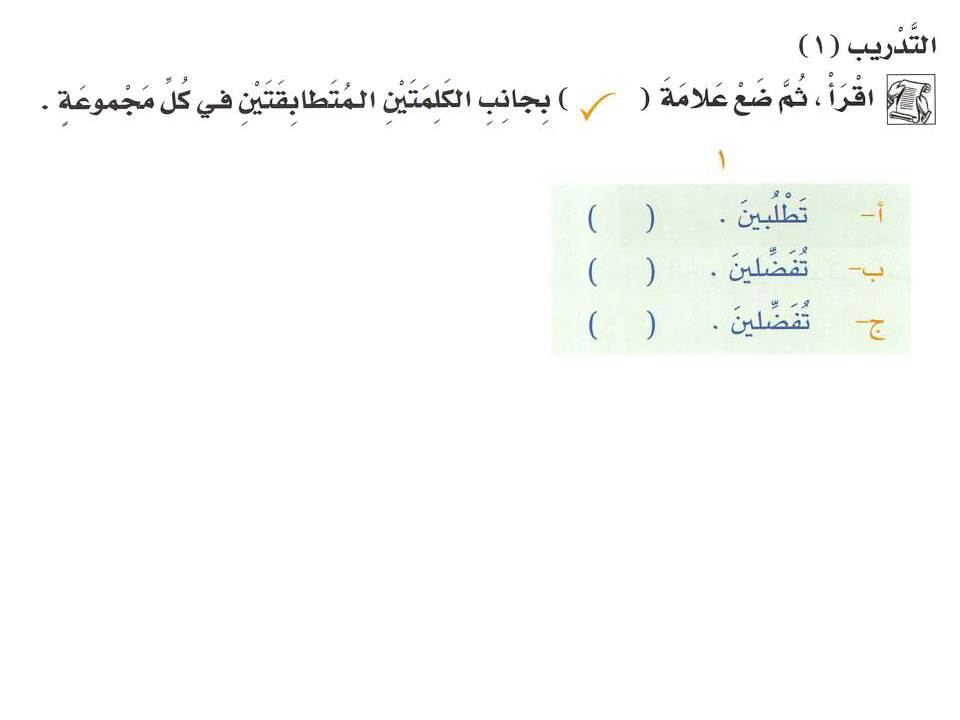 التَّدْريب (١)
اقْرَأْ ، ثُمَّ ضَعْ عَلامَةَ ( ✓ ) بِجانِبِ الكَلِمَتَيْنِ المُتَطابِقَتَيْنِ في كُلِّ مَجْموعَةٍ .
١
أ- تَطْلُبينَ . ( )
ب- تُفَضِّلينَ . ( )
ج- تُفَضِّلينَ . ( )